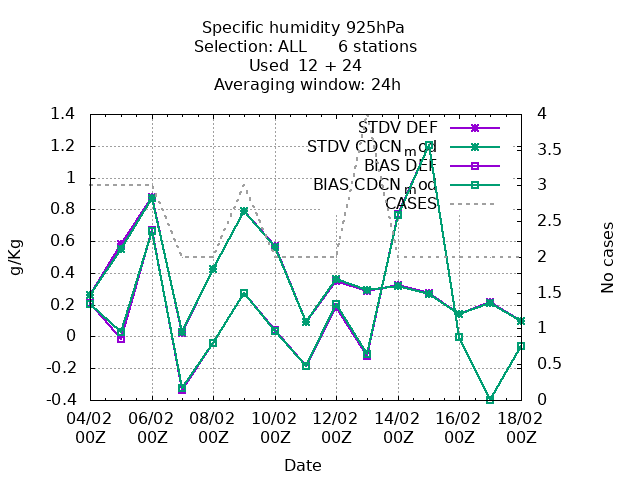 Specific humidity 925hPa
Selection: ALL 6 stations
Used 12 + 24
Averaging window: 24h
1.4
1.2
1
0.8
0.6
0.4
0.2
0
-0.2
-0.4
g/Kg
STDV DEF
STDV CDCNmod
BIAS DEF
BIAS CDCNmod
CASES
4
3.5
3
2.5
2
1.5
1
0.5
0
No cases
04/02 06/02 08/02 10/02 12/02 14/02 16/02 18/02
00Z 00Z 00Z 00Z 00Z 00Z 00Z 00Z
Date